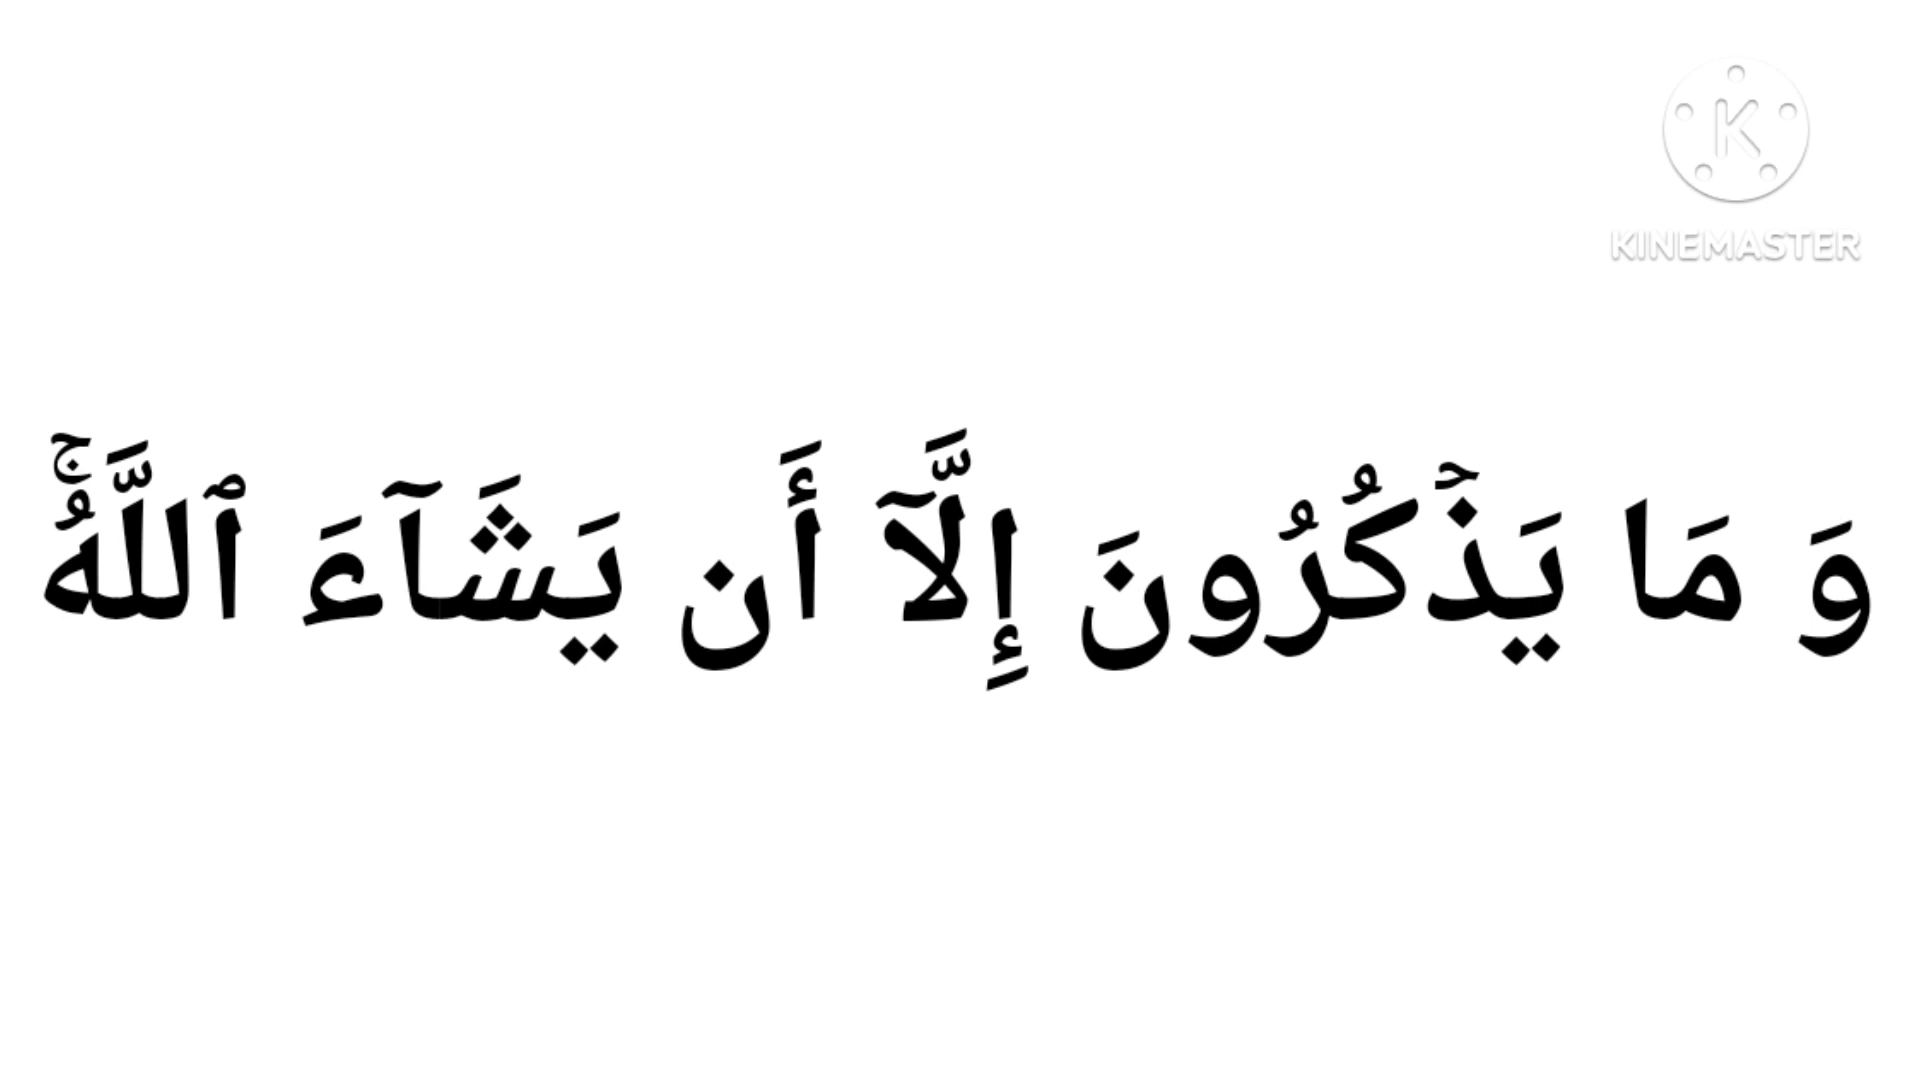 KINEMASTER
وَ مَا يَذۡكُرُونَ إِلَّآ أَن يَشَآءَ ٱللَّهُۚ